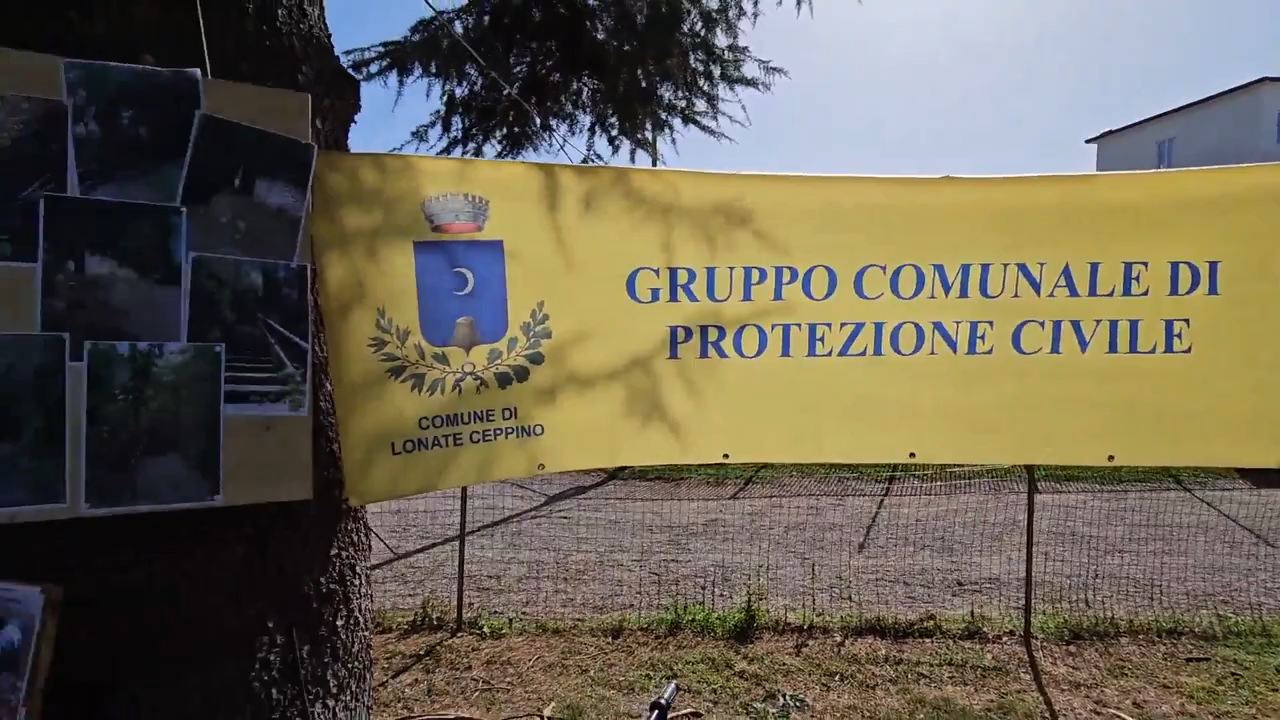 GRUPPO COMUNALE DI
PROTEZIONE CIVILE
COMUNE DI
LONATE CEPPINO